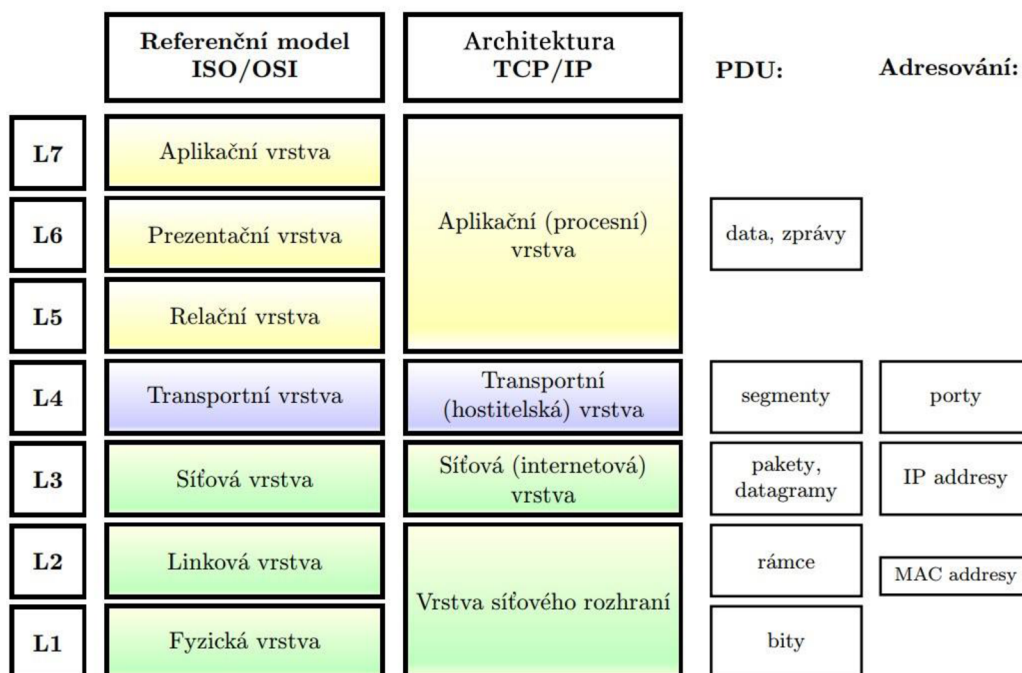 Referenční model
ISO/OSI
Architektura
TCP/IP
PDU:
Adresování:
L7
Aplikační vrstva
L6
Prezentační vrstva
Aplikační (procesní)
vrstva
data, zprávy
L5
Relační vrstva
L4
Transportní vrstva
Transportní
(hostitelská) vrstva
segmenty
porty
L3
Síťová vrstva
Síťová (internetová)
vrstva
pakety,
datagramy
IP addresy
L2
Linková vrstva
rámce
MAC addresy
Vrstva síťového rozhraní
L1
Fyzická vrstva
bity